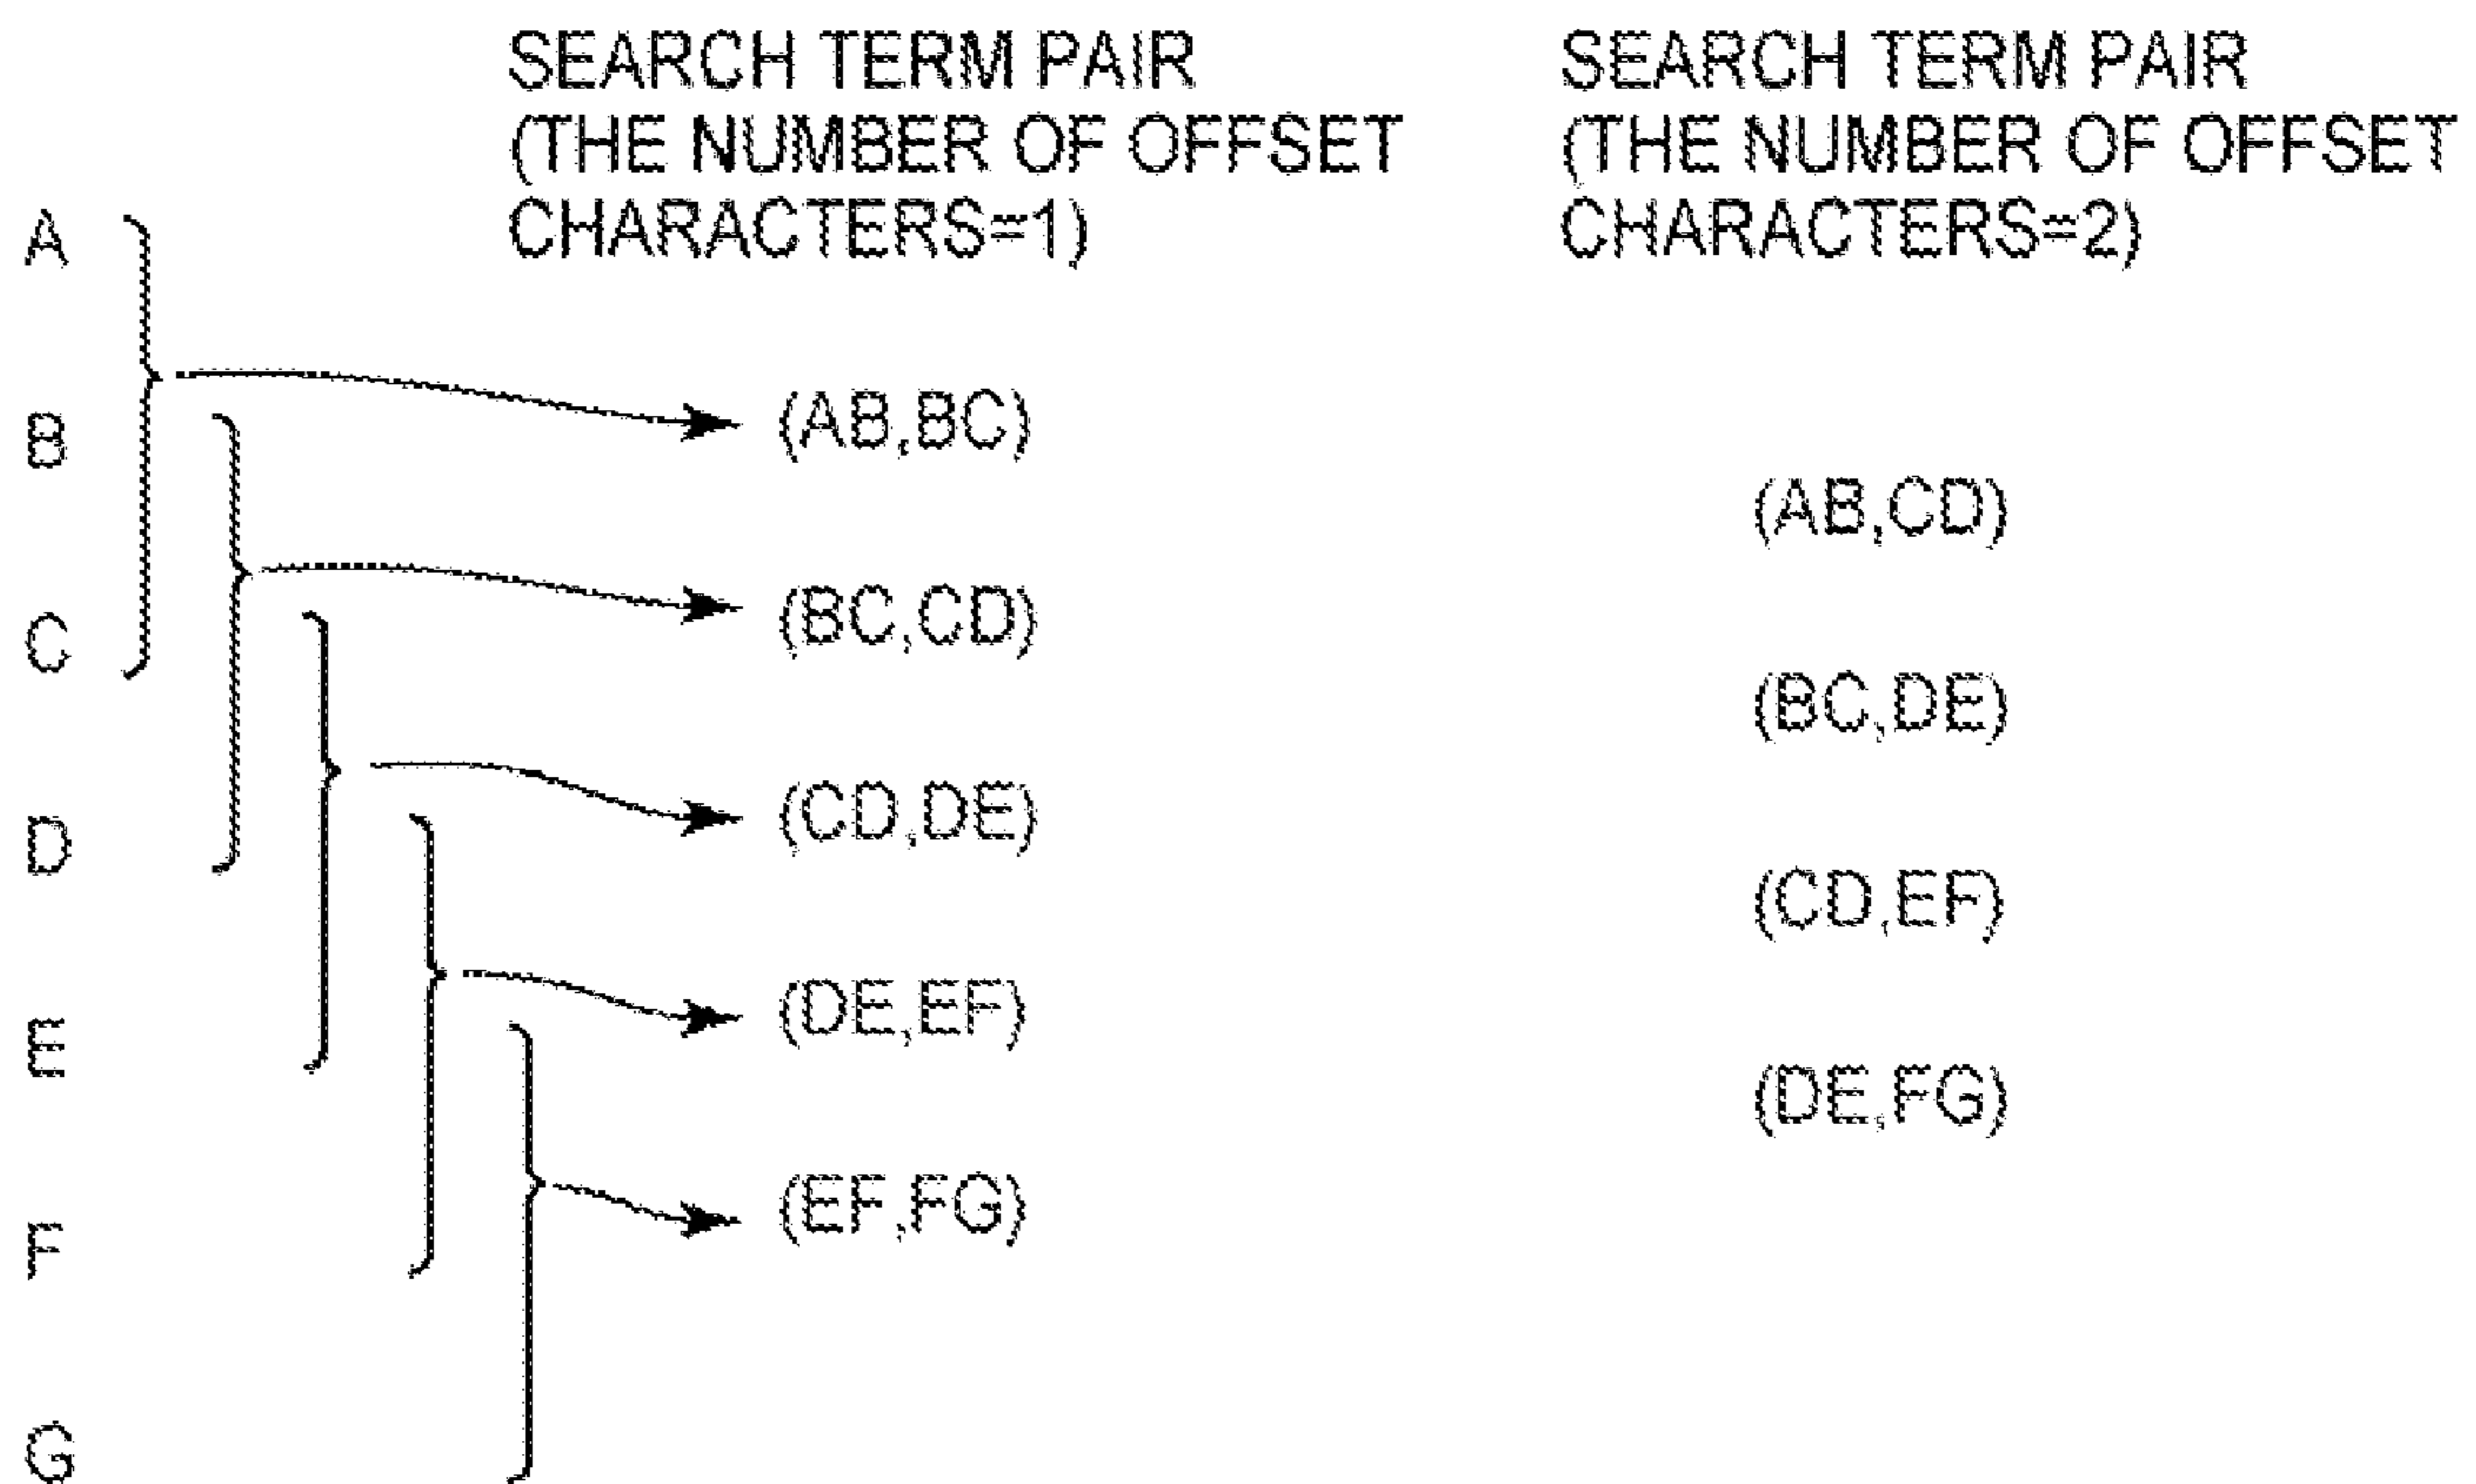 SEARCH TERM PAIR
(THE NUMBER OF OFFSET
CHARACTERS=1)
SEARCH TERM PAIR
(THE NUMBER OF OFFSET
CHARACTERS=2)
A
B
C
D
E
F
G
(AB,BC)
(BC,CD)
(CD,DE)
(DE,EF)
(EF,FG)
(AB,CD)
(BC,DE)
(CD,EF)
(DE,FG)